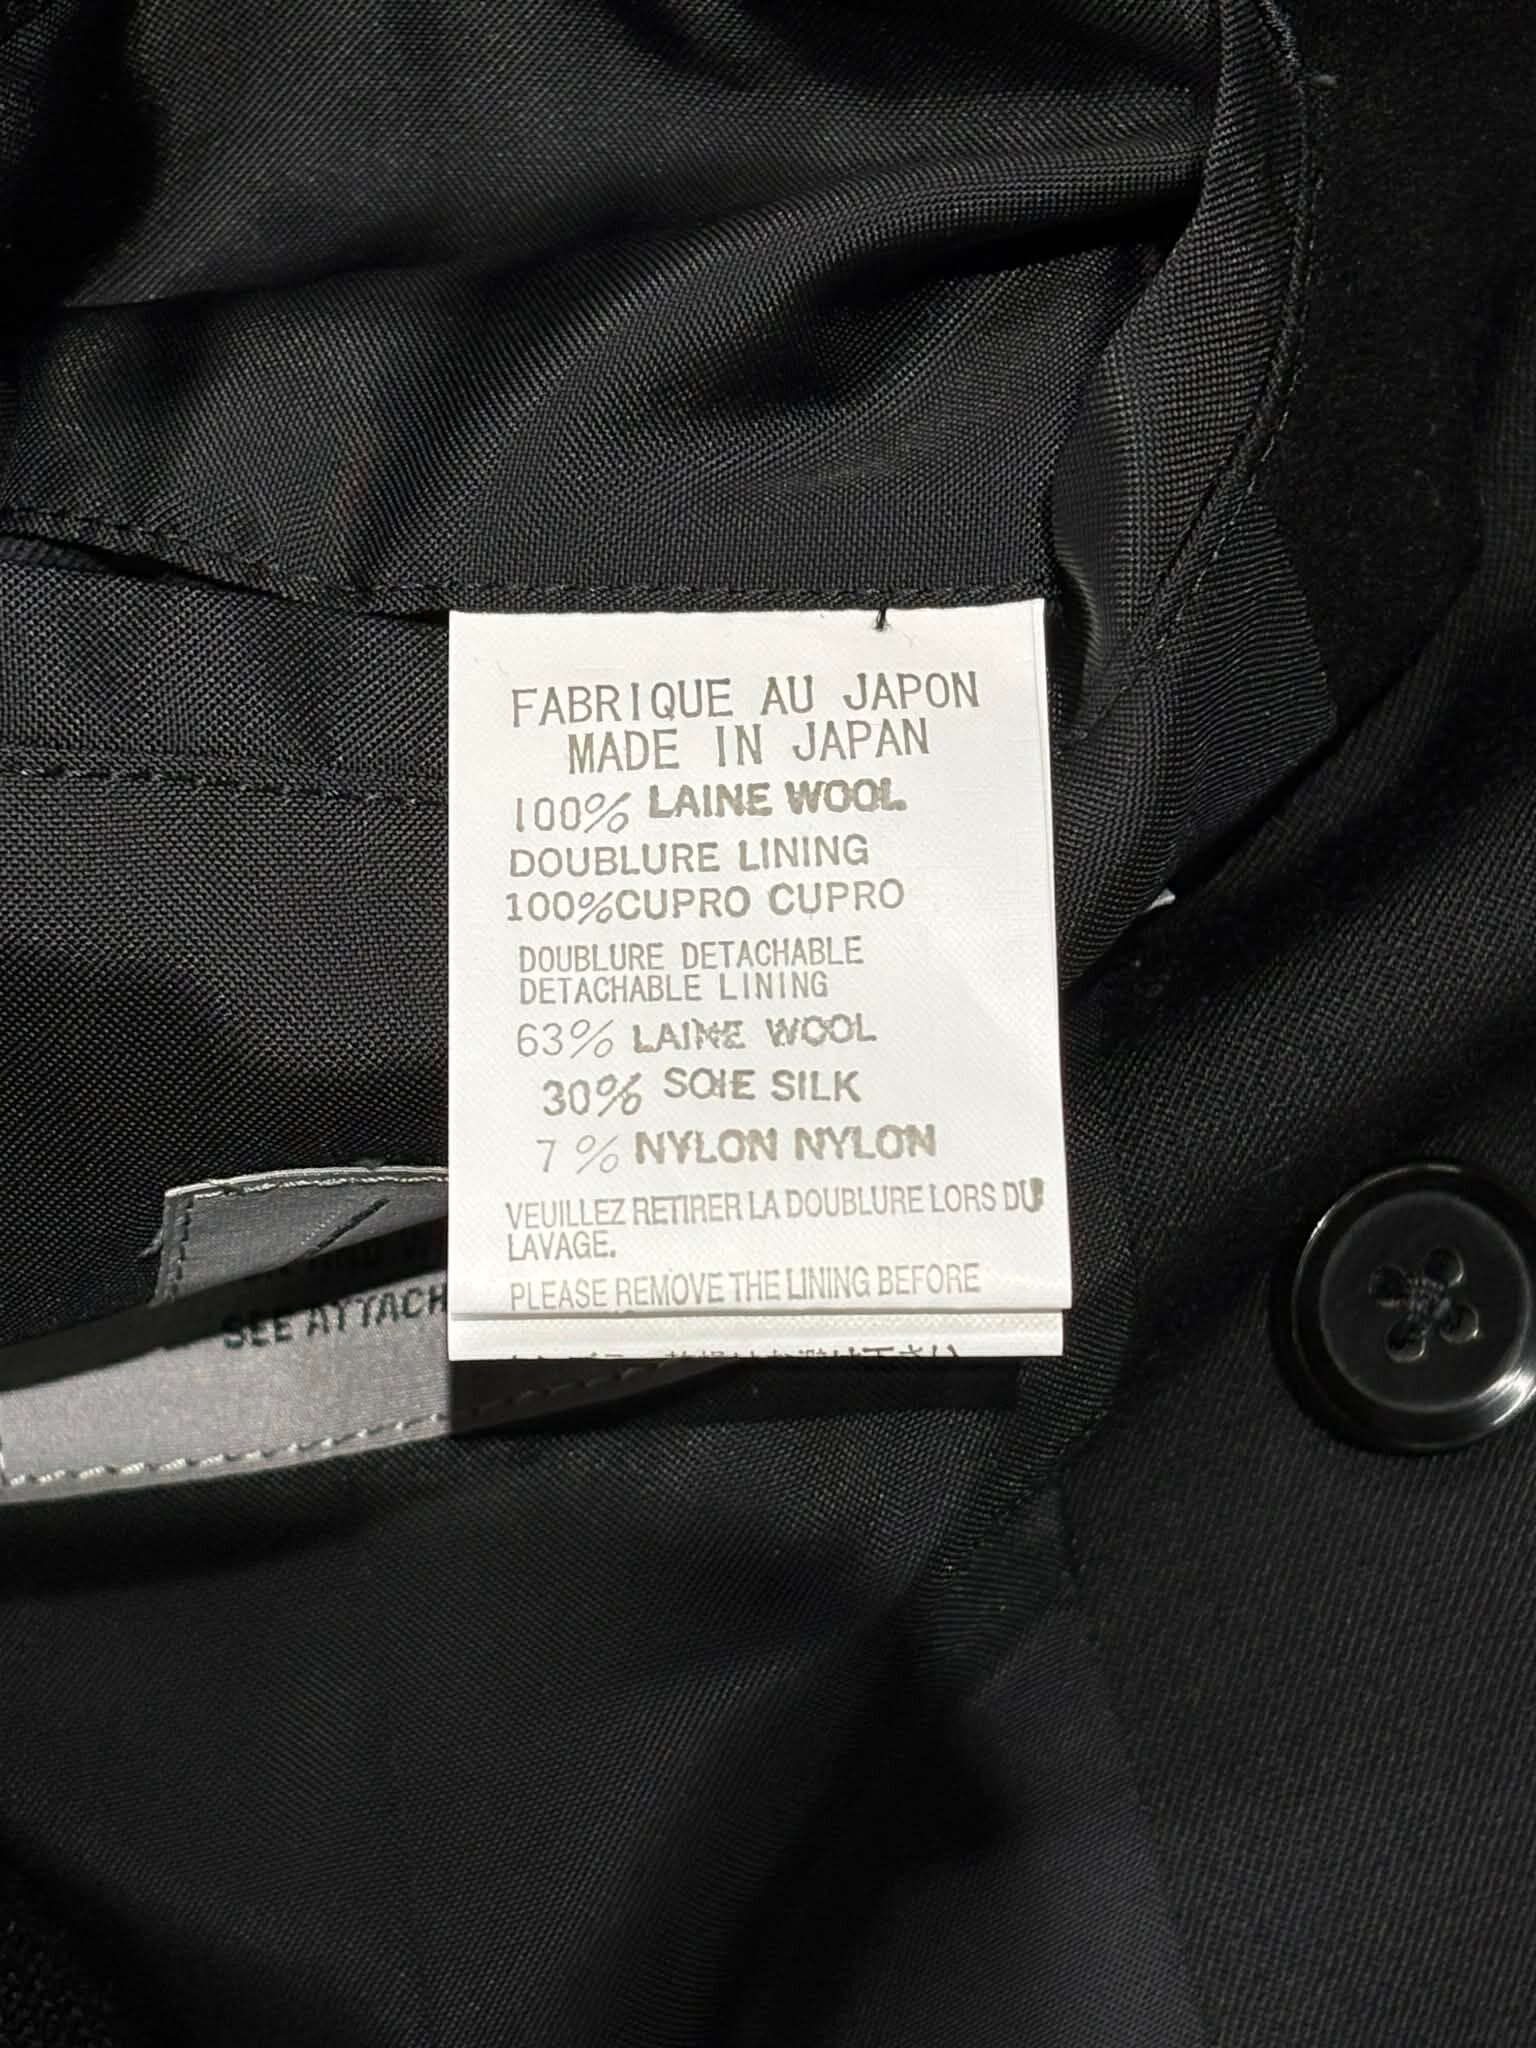 FABRIQUE AU JAPON
MADE IN JAPAN
100% LAINE WOOL
DOUBLURE LINING
100%CUPRO CUPRO
DOUBLURE DETACHABLE
DETACHABLE LINING
63% LAINE WOOL
30% SOIE SILK
7% NYLON NYLON
VEUILLEZ RETIRER LA DOUBLURE LORS DU
LAVAGE.
PLEASE REMOVE THE LINING BEFORE
SEE ATTACH